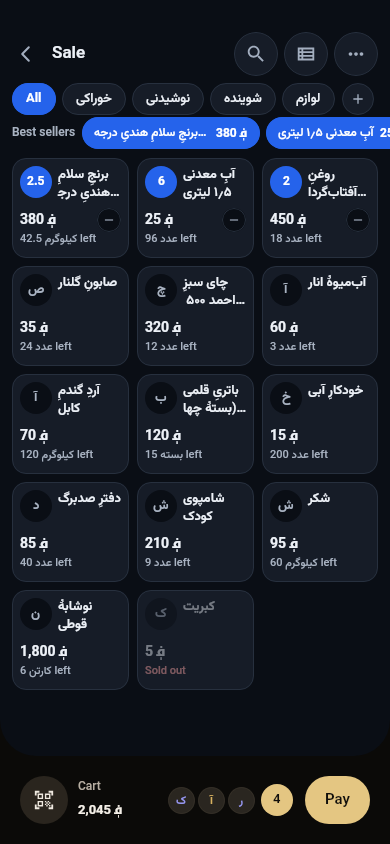 Sale
All
خوراکی
نوشیدنی
شوینده
لوازم
Best sellers
برنجِ سلامِ هندیِ درجه...
380 ؋
آبِ معدنی ۱٫۵ لیتری
2.5
برنجِ سلامِ
هندیِ درج...
380 ؋
42.5 کیلوگرم left
6
آبِ معدنی
۱٫۵ لیتری
25 ؋
96 عدد left
2
روغنِ
آفتاب‌گردا...
450 ؋
18 عدد left
ص
صابونِ گلنار
35 ؋
24 عدد left
چ
چای سبزِ
احمد ۵۰۰...
320 ؋
12 عدد left
آ
آب‌میوهٔ انار
60 ؋
3 عدد left
آ
آردِ گندمِ
کابل
70 ؋
120 کیلوگرم left
ب
باتریِ قلمی
(بستهٔ چها...
120 ؋
15 بسته left
خ
خودکارِ آبی
15 ؋
200 عدد left
د
دفترِ صدبرگ
85 ؋
40 عدد left
ش
شامپوی
کودک
210 ؋
9 عدد left
ش
شکر
95 ؋
60 کیلوگرم left
ن
نوشابهٔ
قوطی
1,800 ؋
6 کارتن left
ک
کبریت
5 ؋
Sold out
Cart
2,045 ؋
ک
آ
ر
4
Pay